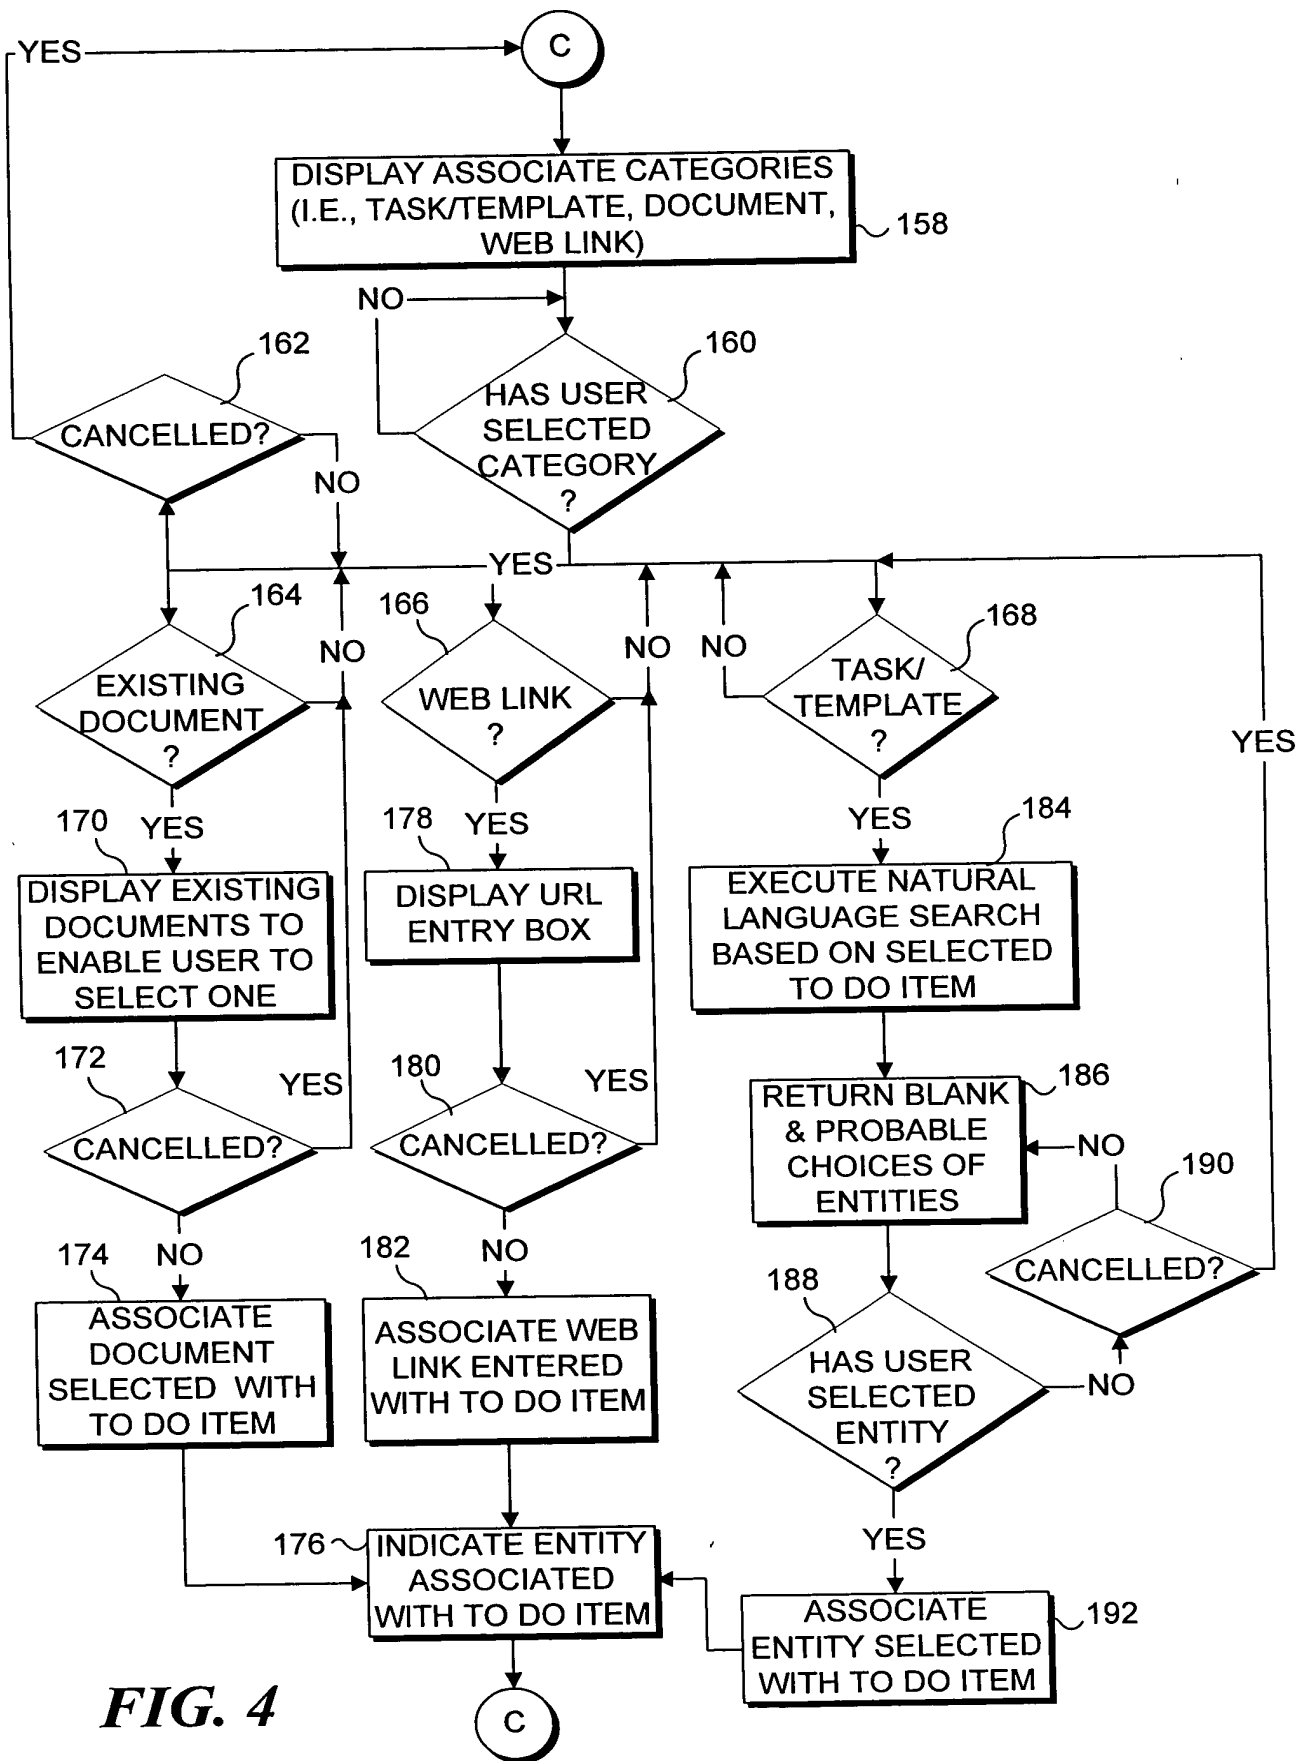 YES
C
DISPLAY ASSOCIATE CATEGORIES
(I.E., TASK/TEMPLATE, DOCUMENT,
WEB LINK)
158
NO
162
CANCELLED?
NO
160
HAS USER
SELECTED
CATEGORY
?
YES
164
EXISTING
DOCUMENT
?
NO
166
WEB LINK
?
NO
NO
168
TASK/
TEMPLATE
?
YES
170
YES
DISPLAY EXISTING
DOCUMENTS TO
ENABLE USER TO
SELECT ONE
178
YES
DISPLAY URL
ENTRY BOX
YES
184
EXECUTE NATURAL
LANGUAGE SEARCH
BASED ON SELECTED
TO DO ITEM
172
YES
CANCELLED?
180
YES
CANCELLED?
186
RETURN BLANK
& PROBABLE
CHOICES OF
ENTITIES
NO
190
CANCELLED?
174
NO
ASSOCIATE
DOCUMENT
SELECTED WITH
TO DO ITEM
182
NO
ASSOCIATE WEB
LINK ENTERED
WITH TO DO ITEM
188
HAS USER
SELECTED
ENTITY
?
NO
YES
176
INDICATE ENTITY
ASSOCIATED
WITH TO DO ITEM
ASSOCIATE
ENTITY SELECTED
WITH TO DO ITEM
192
C
FIG. 4